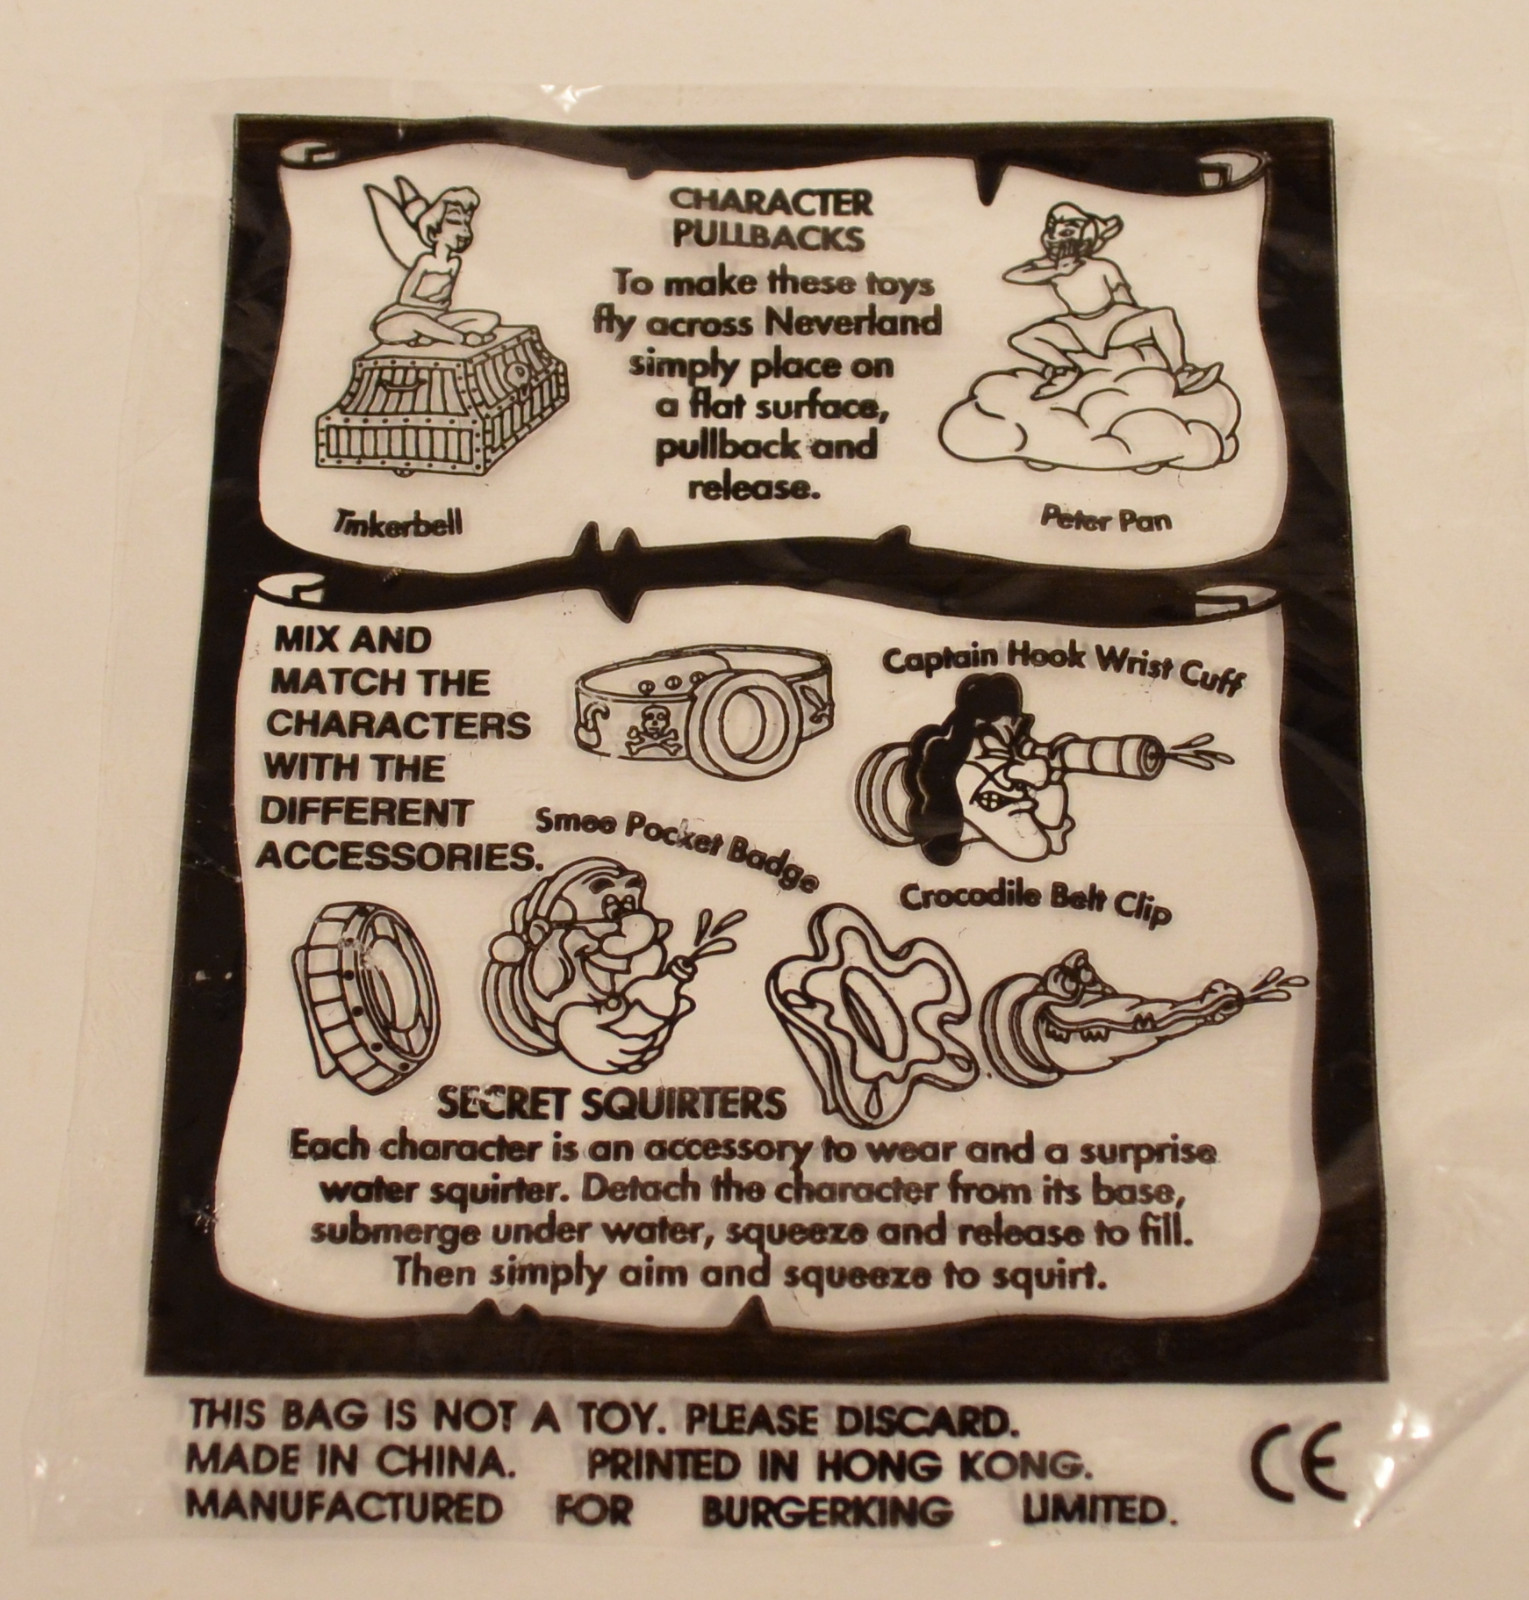 CHARACTER
PULLBACKS
To make these toys
fly across Neverland
simply place on
a flat surface,
pullback and
release.
Tinkerbell
Peter Pan
MIX AND
MATCH THE
CHARACTERS
WITH THE
DIFFERENT
ACCESSORIES.
Captain Hook Wrist Cuff
Smee Pocket Badge
Crocodile Belt Clip
SECRET SQUIRTERS
Each character is an accessory to wear and a surprise
water squirter. Detach the character from its base,
submerge under water, squeeze and release to fill.
Then simply aim and squeeze to squirt.
THIS BAG IS NOT A TOY. PLEASE DISCARD.
MADE IN CHINA. PRINTED IN HONG KONG.
MANUFACTURED FOR BURGERKING LIMITED.
CE